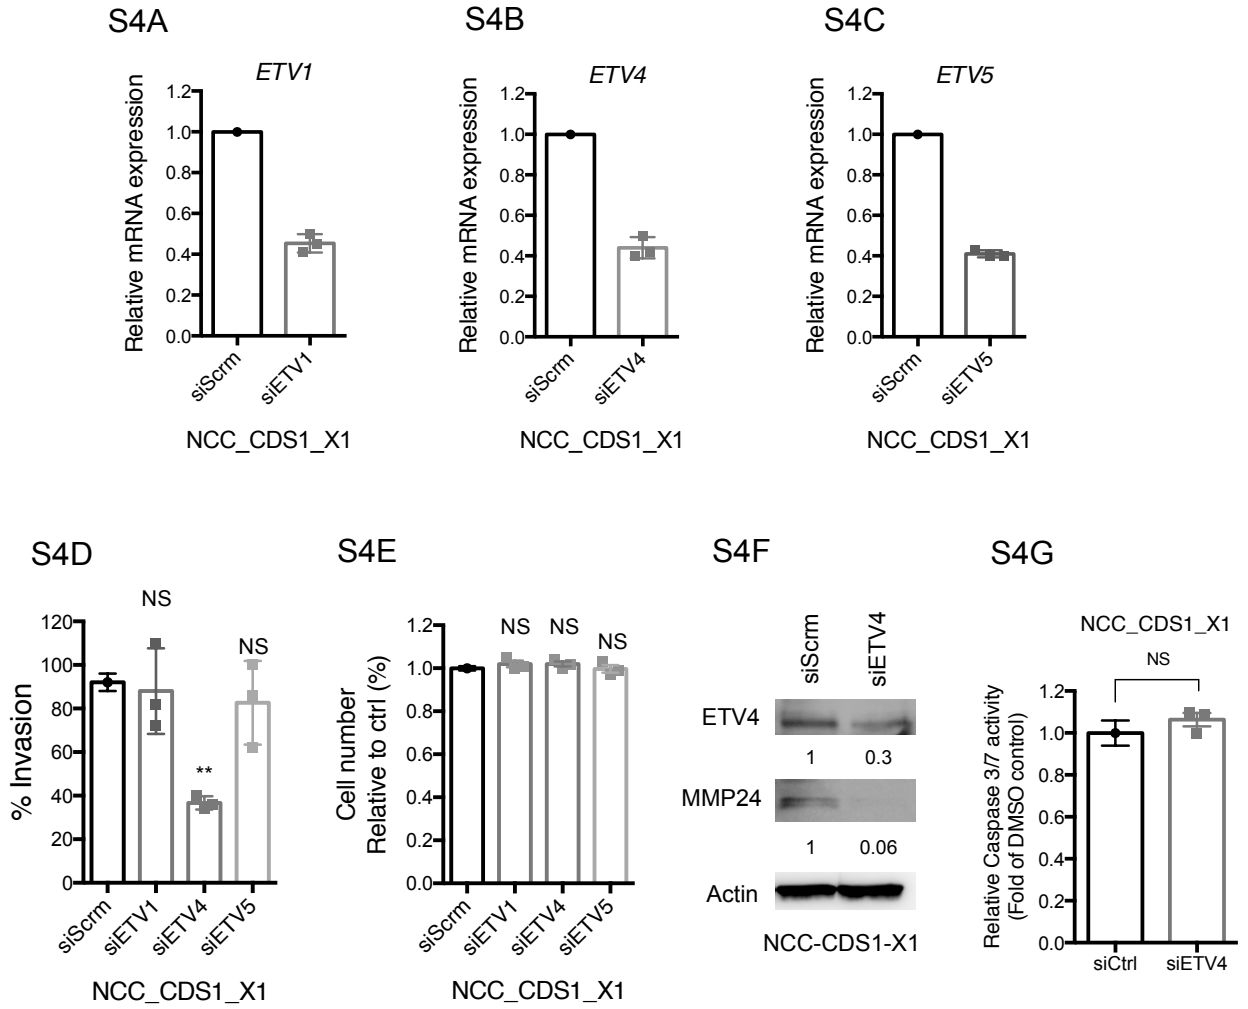 S4A
S4B
S4C
ETV1
ETV4
ETV5
Relative mRNA expression
1.2
1.0
0.8
0.6
0.4
0.2
0.0
siScrm
siETV1
NCC_CDS1_X1
Relative mRNA expression
1.2
1.0
0.8
0.6
0.4
0.2
0.0
siScrm
siETV4
NCC_CDS1_X1
Relative mRNA expression
1.2
1.0
0.8
0.6
0.4
0.2
0.0
siScrm
siETV5
NCC_CDS1_X1
S4D
% Invasion
120
100
80
60
40
20
0
NS
**
NS
siScrm
siETV1
siETV4
siETV5
NCC_CDS1_X1
S4E
Cell number
Relative to ctrl (%)
1.2
1.0
0.8
0.6
0.4
0.2
0.0
NS
NS
NS
siScrm
siETV1
siETV4
siETV5
NCC_CDS1_X1
S4F
siScrm
siETV4
ETV4
1 0.3
MMP24
1 0.06
Actin
NCC-CDS1-X1
S4G
NCC_CDS1_X1
NS
Relative Caspase 3/7 activity
(Fold of DMSO control)
1.2
1.0
0.8
0.6
0.4
0.2
0.0
siCtrl
siETV4